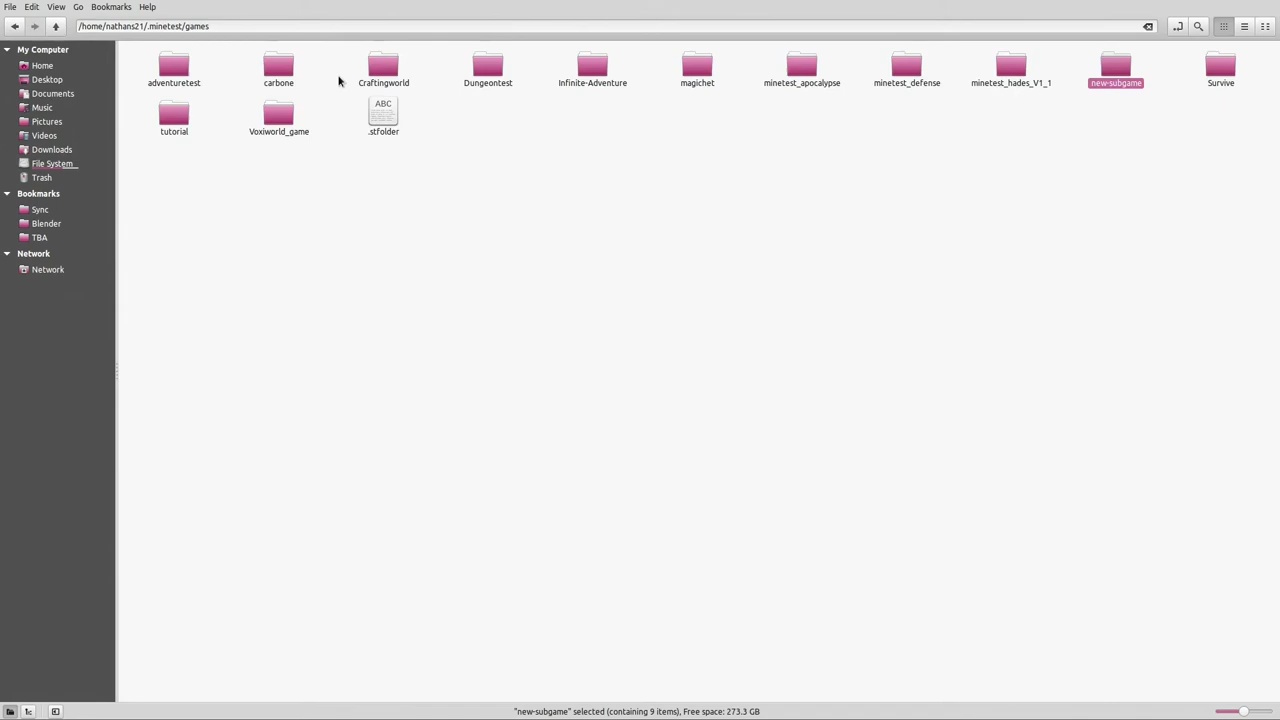 File Edit View Go Bookmarks Help
/home/nathans21/.minetest/games
My Computer
Home
Desktop
Documents
Music
Pictures
Videos
Downloads
File System
Trash
Bookmarks
Sync
Blender
TBA
Network
Network
adventuretest carbone Craftingworld Dungeontest Infinite-Adventure magichet minetest_apocalypse minetest_defense minetest_hades_V1_1 new-subgame Survive
ABC
tutorial Voxiworld_game .stfolder
"new-subgame" selected (containing 9 items), Free space: 273.3 GB